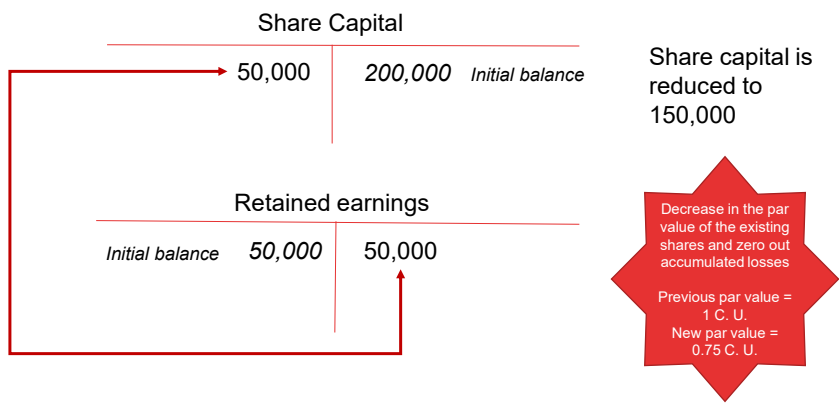 Share Capital
50,000 200,000 Initial balance
Share capital is
reduced to
150,000
Retained earnings
Initial balance 50,000 50,000
Decrease in the par
value of the existing
shares and zero out
accumulated losses
Previous par value =
1 C. U.
New par value =
0.75 C. U.